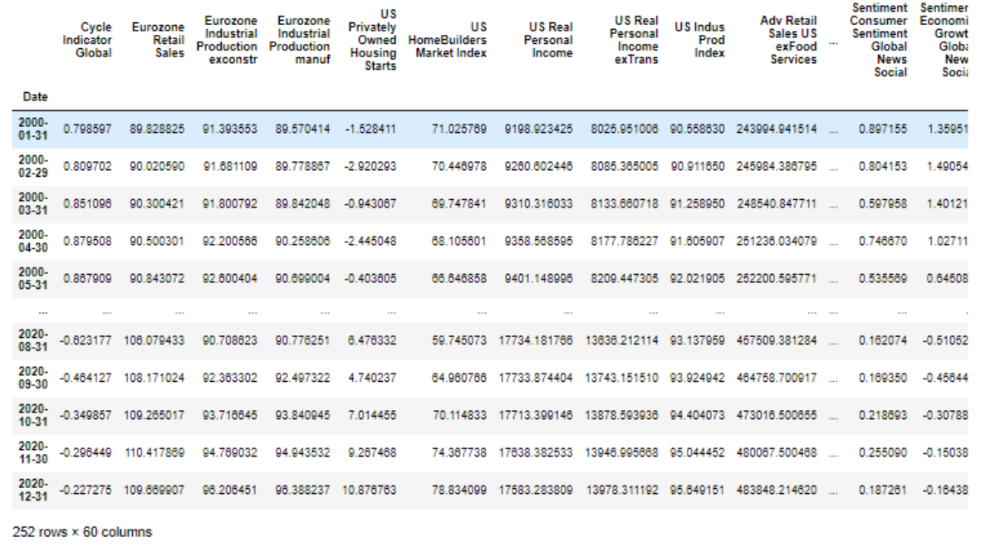 Cycle
Indicator
Global
Eurozone
Retail
Sales
Eurozone
Industrial
Production
exconstr
Eurozone
Industrial
Production
manuf
US
Privately
Owned
Housing
Starts
US
HomeBuilders
Market Index
US Real
Personal
Income
US Real
Personal
Income
exTrans
US Indus
Prod
Index
Adv Retail
Sales US
exFood
Services
...
Sentiment
Consumer
Sentiment
Global
News
Social
Sentimer
Economi
Growt
Globa
New
Socia
Date
2000-
01-31 0.798597 89.828825 91.393553 89.570414 -1.528411 71.025769 9198.923425 8025.951006 90.558630 243994.941514 ... 0.897155 1.35951
2000-
02-29 0.809702 90.020590 91.681109 89.778867 -2.920293 70.446978 9260.602446 8085.365005 90.911650 245984.386795 ... 0.804153 1.49054
2000-
03-31 0.851096 90.300421 91.800792 89.842048 -0.943067 69.747841 9310.316033 8133.660718 91.258950 248540.847711 ... 0.597958 1.40121
2000-
04-30 0.879508 90.500301 92.200566 90.258606 -2.445048 68.105601 9358.568595 8177.786227 91.605907 251236.034079 ... 0.746670 1.02711
2000-
05-31 0.867909 90.843072 92.600404 90.699004 -0.403605 66.646858 9401.148996 8209.447305 92.021905 252200.595771 ... 0.535569 0.64508
... ... ... ... ... ... ... ... ... ... ... ... ...
2020-
08-31 -0.623177 106.079433 90.708623 90.776251 6.476332 59.745073 17734.181766 13636.212114 93.137959 457509.381284 ... 0.162074 -0.51052
2020-
09-30 -0.464127 108.171024 92.363302 92.497322 4.740237 64.960766 17733.874404 13743.151510 93.924942 464758.700917 ... 0.169350 -0.45644
2020-
10-31 -0.349857 109.265017 93.716645 93.840945 7.014455 70.114833 17713.399146 13878.593936 94.404073 473016.500655 ... 0.218693 -0.30788
2020-
11-30 -0.296449 110.417869 94.769032 94.943532 9.267468 74.367738 17638.382533 13946.995668 95.044452 480067.500468 ... 0.255090 -0.15038
2020-
12-31 -0.227275 109.669907 96.206451 96.388237 10.876763 78.834099 17583.283809 13978.311192 95.649151 483848.214620 ... 0.187261 -0.16438
252 rows × 60 columns